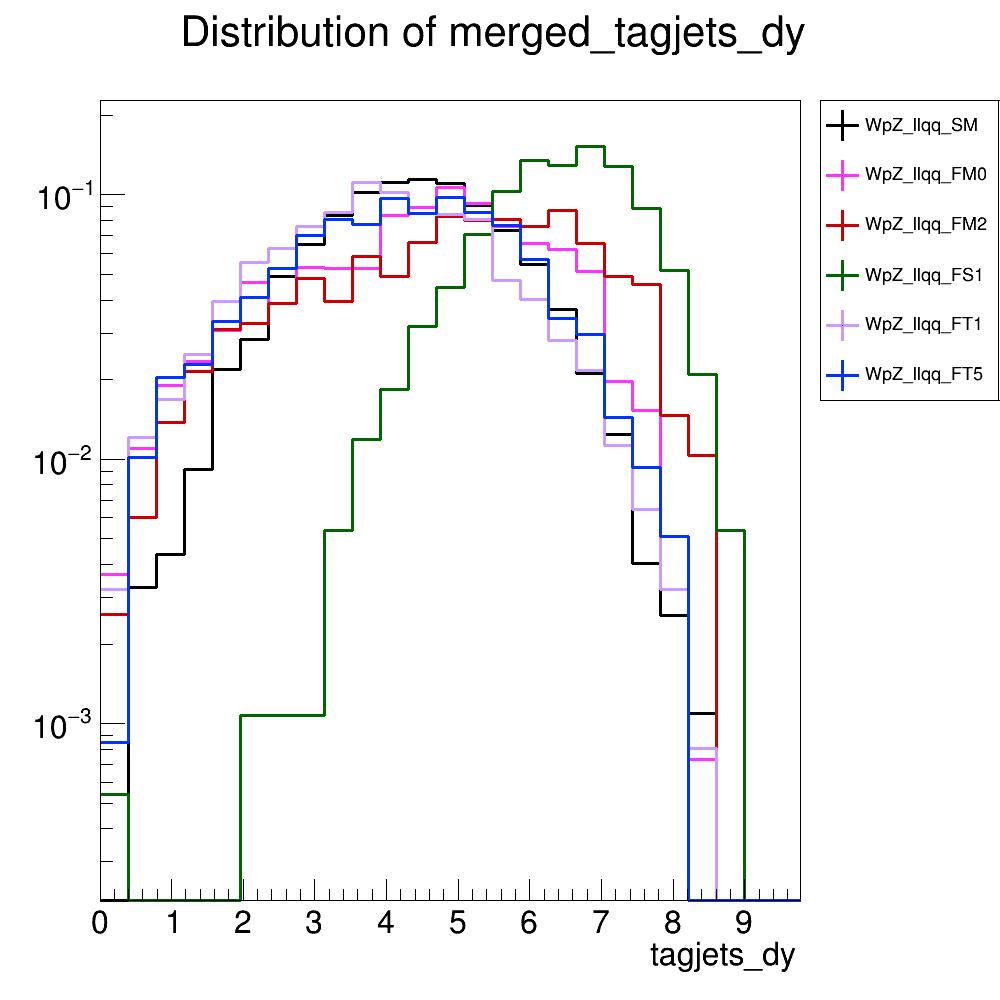 Distribution of merged_tagjets_dy
10⁻¹
10⁻²
10⁻³
0 1 2 3 4 5 6 7 8 9
tagjets_dy
WpZ_llqq_SM
WpZ_llqq_FM0
WpZ_llqq_FM2
WpZ_llqq_FS1
WpZ_llqq_FT1
WpZ_llqq_FT5